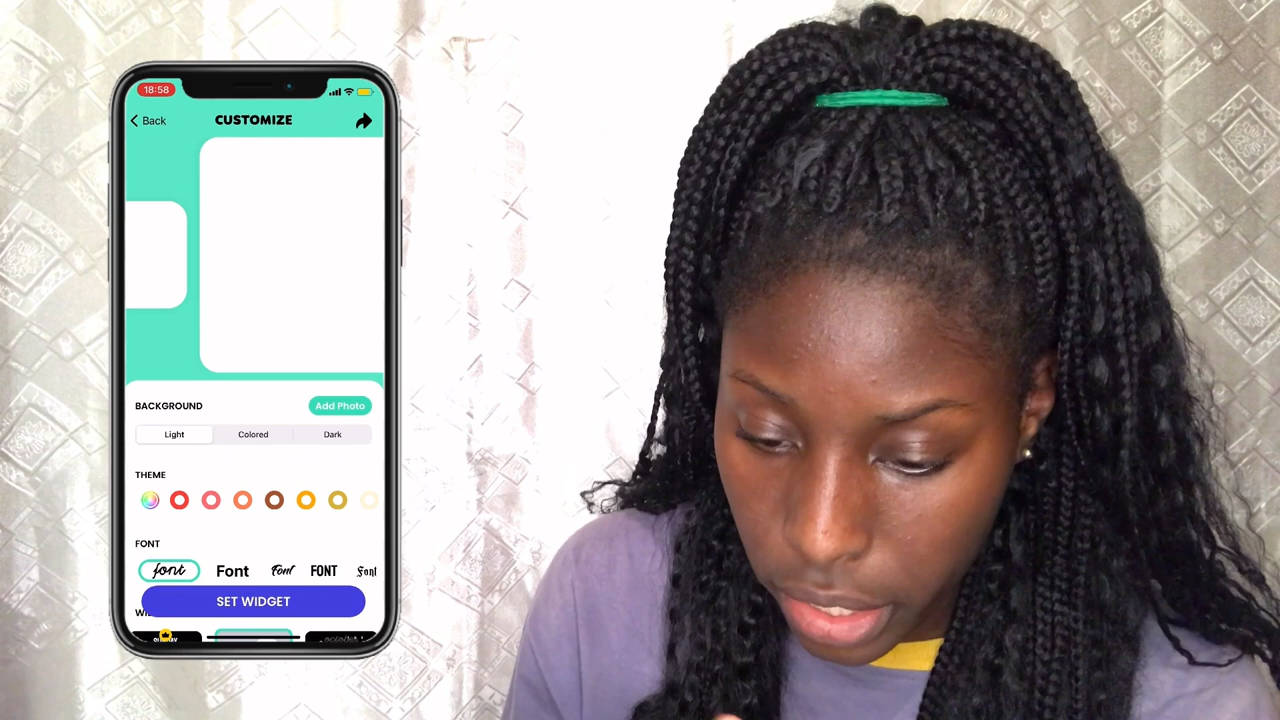 18:58
Back
CUSTOMIZE
BACKGROUND
Add Photo
Light
Colored
Dark
THEME
FONT
font
Font
Font
FONT
Font
SET WIDGET